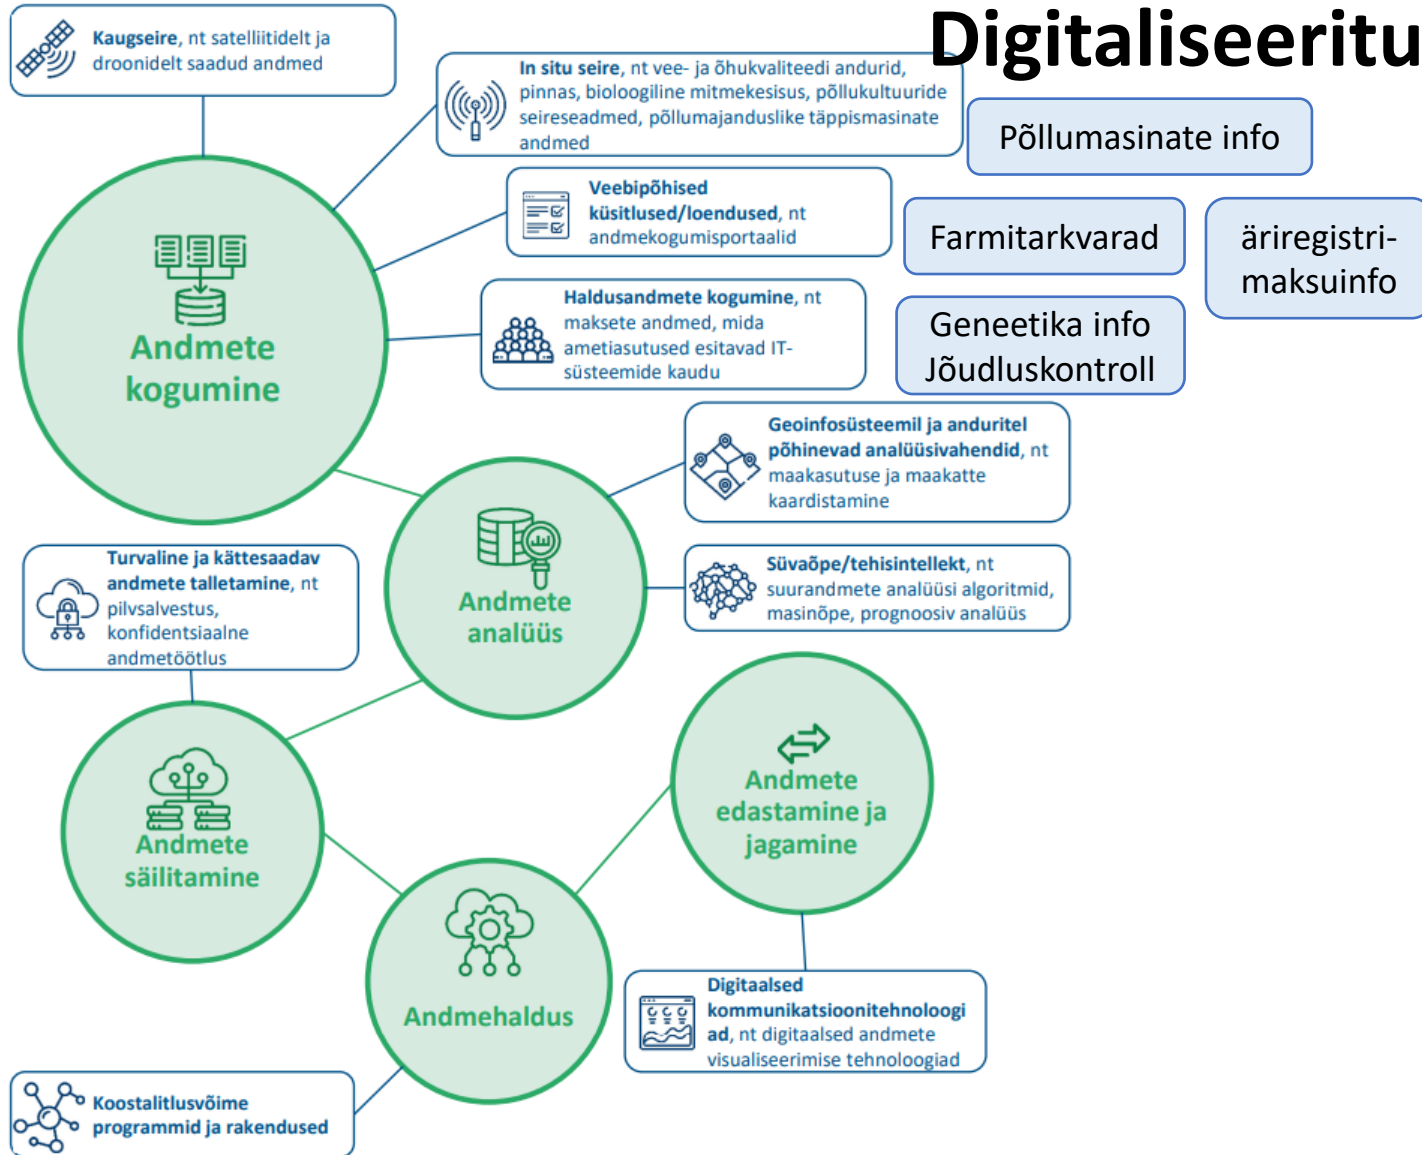 Digitaliseeritu
Kaugseire, nt satelliitidelt ja
droonidelt saadud andmed
In situ seire, nt vee- ja õhukvaliteedi andurid,
pinnas, bioloogiline mitmekesisus, põllukultuuride
seireseadmed, põllumajanduslike täppismasinate
andmed
Põllumasinate info
Veebipõhised
küsitlused/loendused, nt
andmekogumisportaalid
Farmitarkvarad
äriregistri-
maksuinfo
Haldusandmete kogumine, nt
maksete andmed, mida
ametiasutused esitavad IT-
süsteemide kaudu
Geneetika info
Jõudluskontroll
Andmete
kogumine
Geoinfosüsteemil ja anduritel
põhinevad analüüsivahendid, nt
maakasutuse ja maakatte
kaardistamine
Süvaõpe/tehisintellekt, nt
suurandmete analüüsi algoritmid,
masinõpe, prognoosiv analüüs
Andmete
analüüs
Turvaline ja kättesaadav
andmete talletamine, nt
pilvsalvestus,
konfidentsiaalne
andmetöötlus
Andmete
säilitamine
Andmete
edastamine ja
jagamine
Andmehaldus
Digitaalsed
kommunikatsioonitehnoloogi
ad, nt digitaalsed andmete
visualiseerimise tehnoloogiad
Koostalitlusvõime
programmid ja rakendused